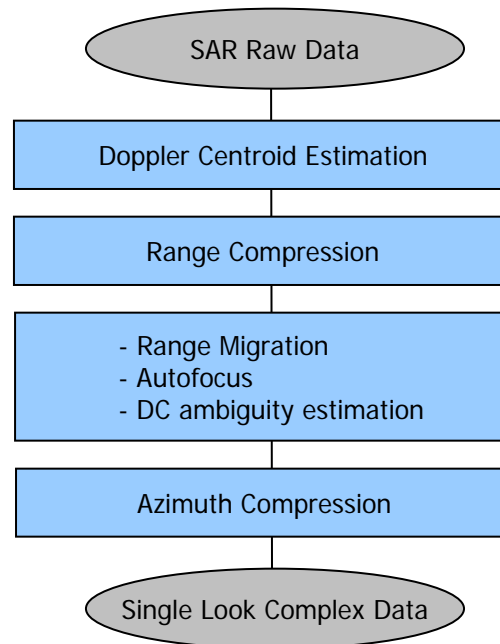 SAR Raw Data
Doppler Centroid Estimation
Range Compression
- Range Migration
- Autofocus
- DC ambiguity estimation
Azimuth Compression
Single Look Complex Data